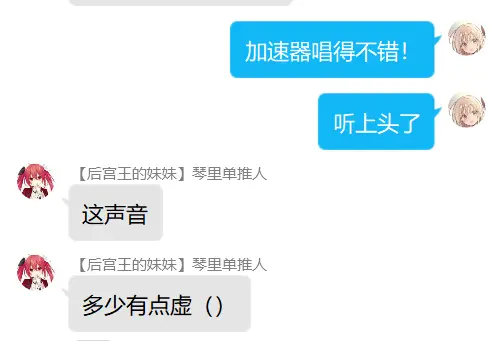 加速器唱得不错！
听上头了
【后宫王的妹妹】琴里单推人
这声音
【后宫王的妹妹】琴里单推人
多少有点虚（）